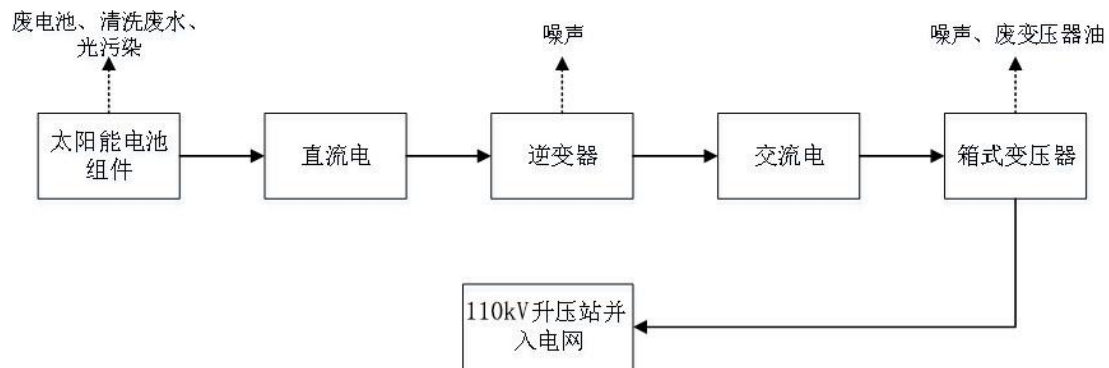 废电池、清洗废水、
光污染
噪声
噪声、废变压器油
太阳能电池
组件
直流电
逆变器
交流电
箱式变压器
110kV升压站并
入电网